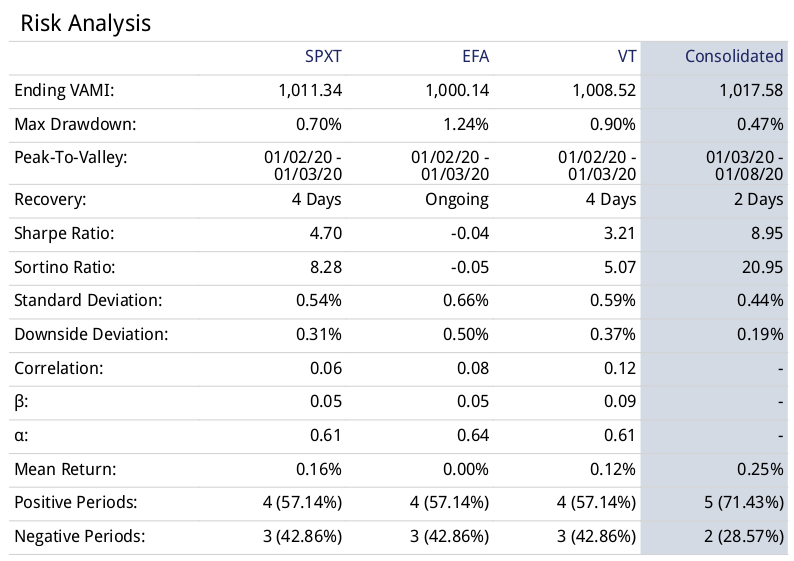 Risk Analysis
SPXT EFA VT Consolidated
Ending VAMI: 1,011.34 1,000.14 1,008.52 1,017.58
Max Drawdown: 0.70% 1.24% 0.90% 0.47%
Peak-To-Valley: 01/02/20 - 01/02/20 - 01/02/20 - 01/03/20 -
01/03/20 01/03/20 01/03/20 01/08/20
Recovery: 4 Days Ongoing 4 Days 2 Days
Sharpe Ratio: 4.70 -0.04 3.21 8.95
Sortino Ratio: 8.28 -0.05 5.07 20.95
Standard Deviation: 0.54% 0.66% 0.59% 0.44%
Downside Deviation: 0.31% 0.50% 0.37% 0.19%
Correlation: 0.06 0.08 0.12 -
β: 0.05 0.05 0.09 -
α: 0.61 0.64 0.61 -
Mean Return: 0.16% 0.00% 0.12% 0.25%
Positive Periods: 4 (57.14%) 4 (57.14%) 4 (57.14%) 5 (71.43%)
Negative Periods: 3 (42.86%) 3 (42.86%) 3 (42.86%) 2 (28.57%)